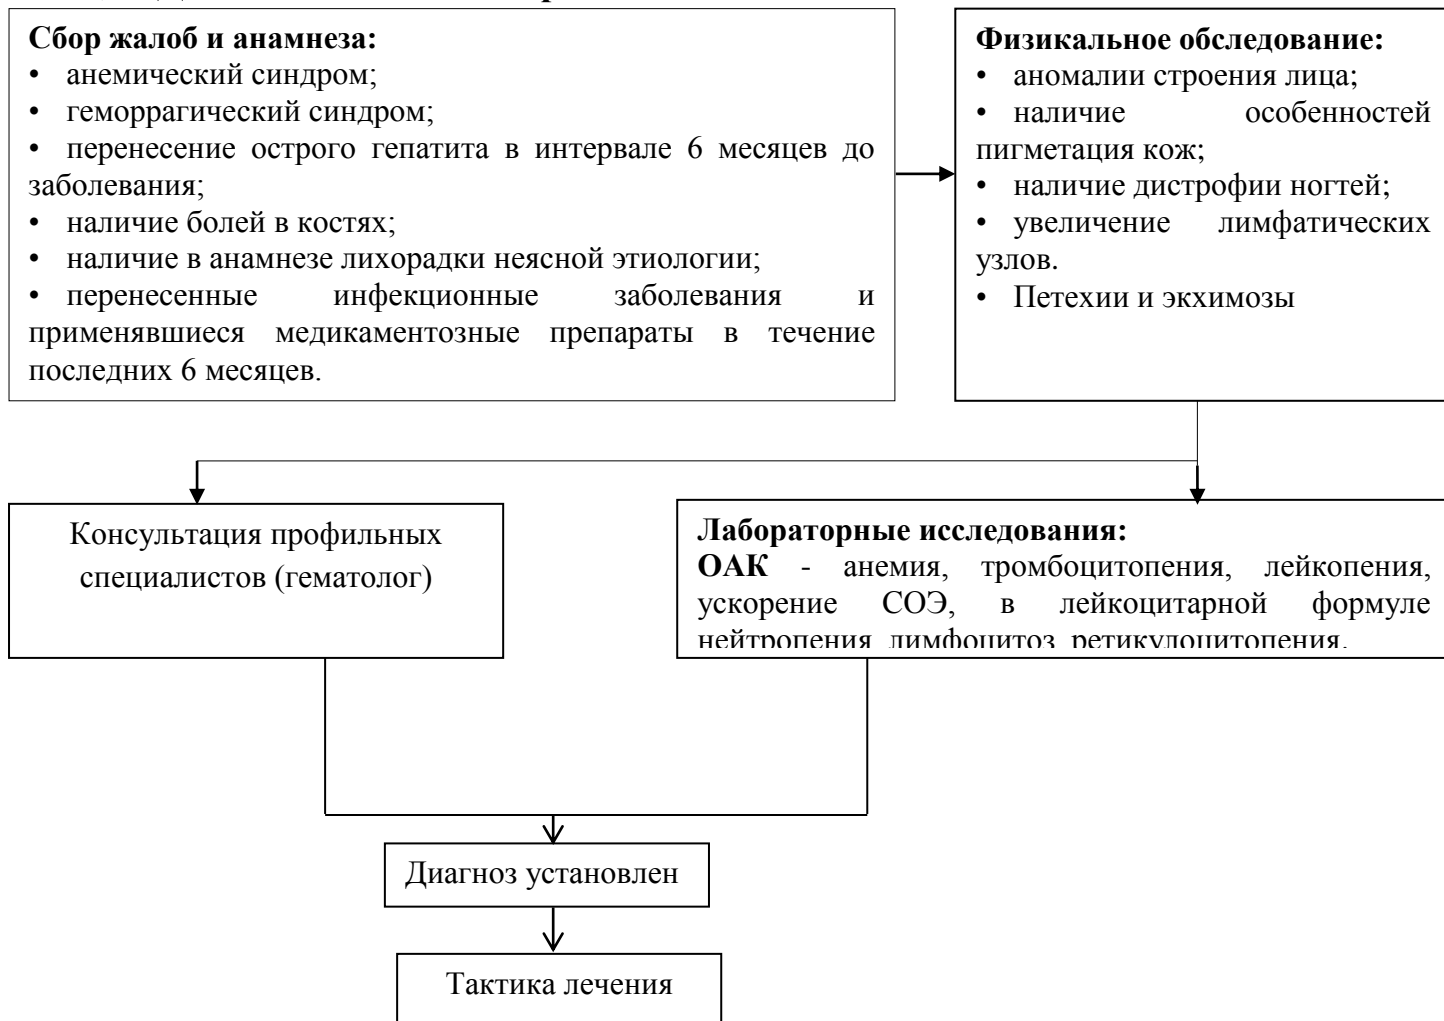 Сбор жалоб и анамнеза:
• анемический синдром;
• геморрагический синдром;
• перенесение острого гепатита в интервале 6 месяцев до
заболевания;
• наличие болей в костях;
• наличие в анамнезе лихорадки неясной этиологии;
• перенесенные инфекционные заболевания и
применявшиеся медикаментозные препараты в течение
последних 6 месяцев.
Физикальное обследование:
• аномалии строения лица;
• наличие особенностей
пигметация кож;
• наличие дистрофии ногтей;
• увеличение лимфатических
узлов.
• Петехии и экхимозы
Консультация профильных
специалистов (гематолог)
Лабораторные исследования:
ОАК - анемия, тромбоцитопения, лейкопения,
ускорение СОЭ, в лейкоцитарной формуле
нейтропения лимфоцитоз ретикулоцитопения.
Диагноз установлен
Тактика лечения